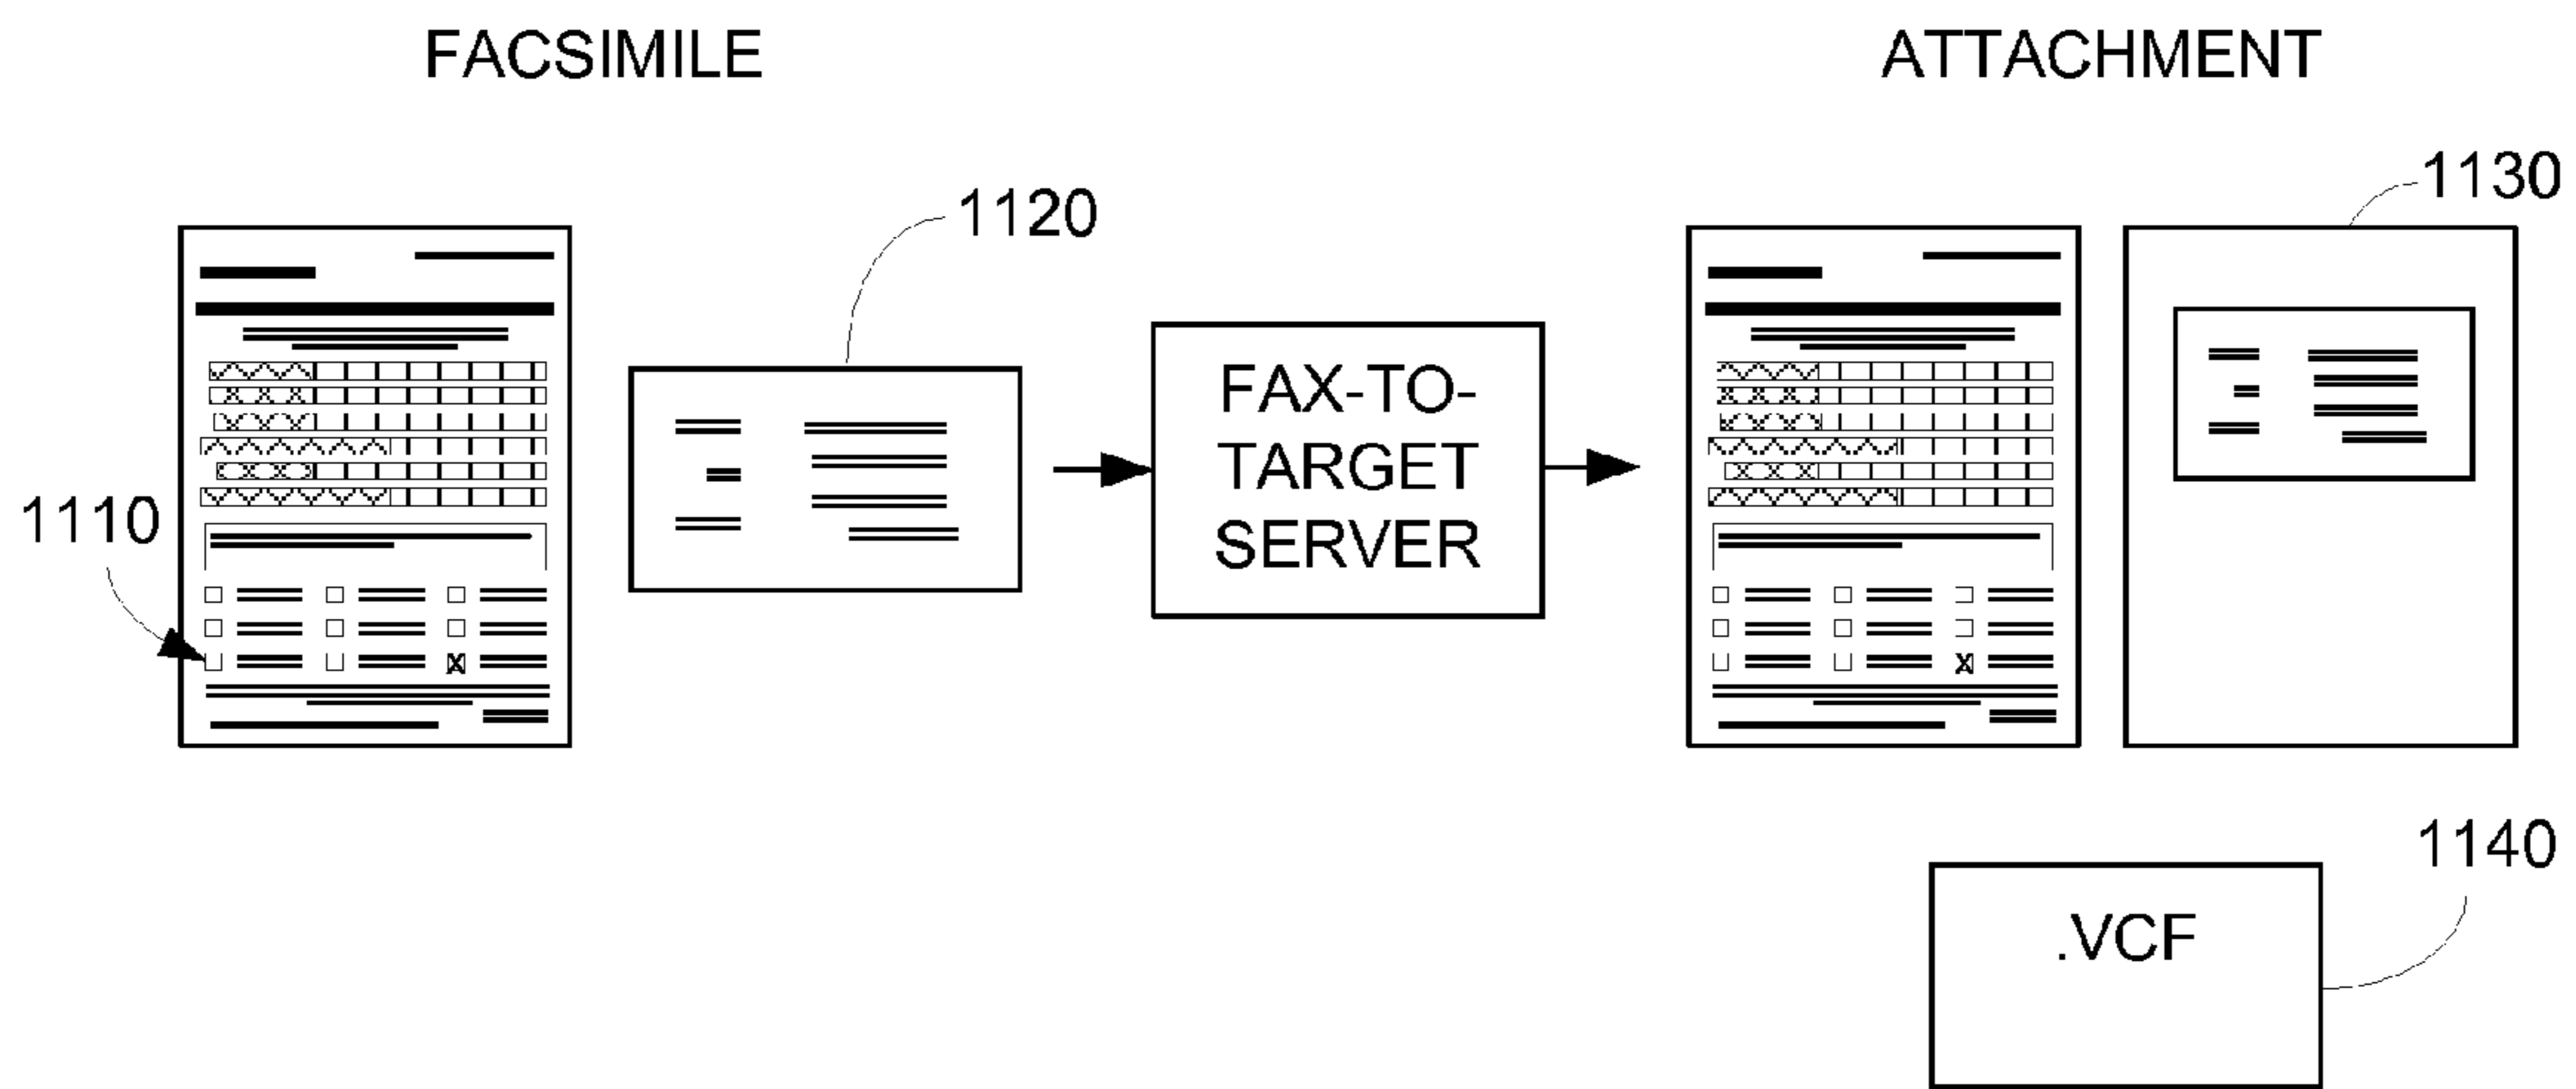 FACSIMILE
ATTACHMENT
1120
1130
1110
FAX-TO-
TARGET
SERVER
X
X
1140
.VCF